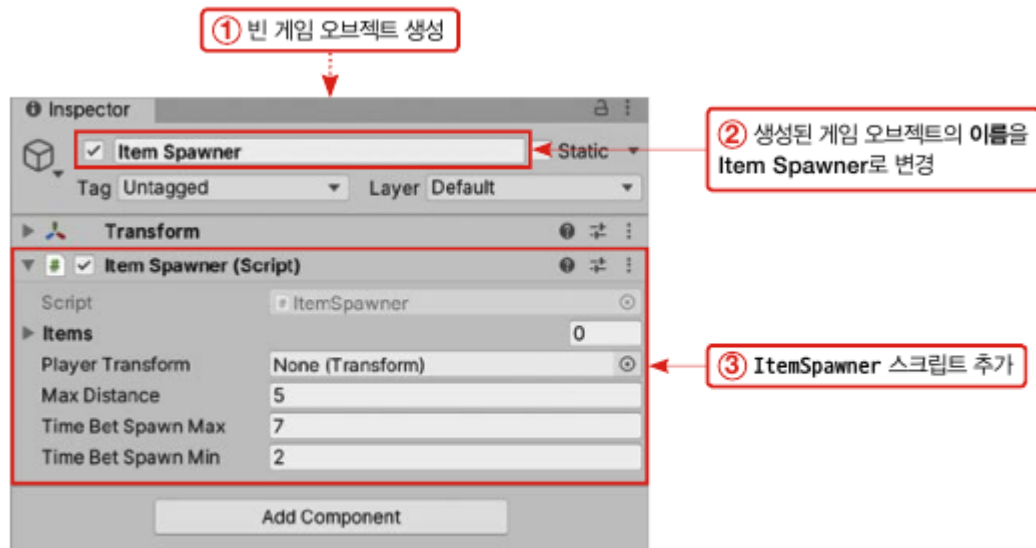 ① 빈 게임 오브젝트 생성
Inspector
Item Spawner
Static
Tag Untagged Layer Default
② 생성된 게임 오브젝트의 이름을
Item Spawner로 변경
Transform
# Item Spawner (Script)
Script # ItemSpawner
Items 0
Player Transform None (Transform)
③ ItemSpawner 스크립트 추가
Max Distance 5
Time Bet Spawn Max 7
Time Bet Spawn Min 2
Add Component